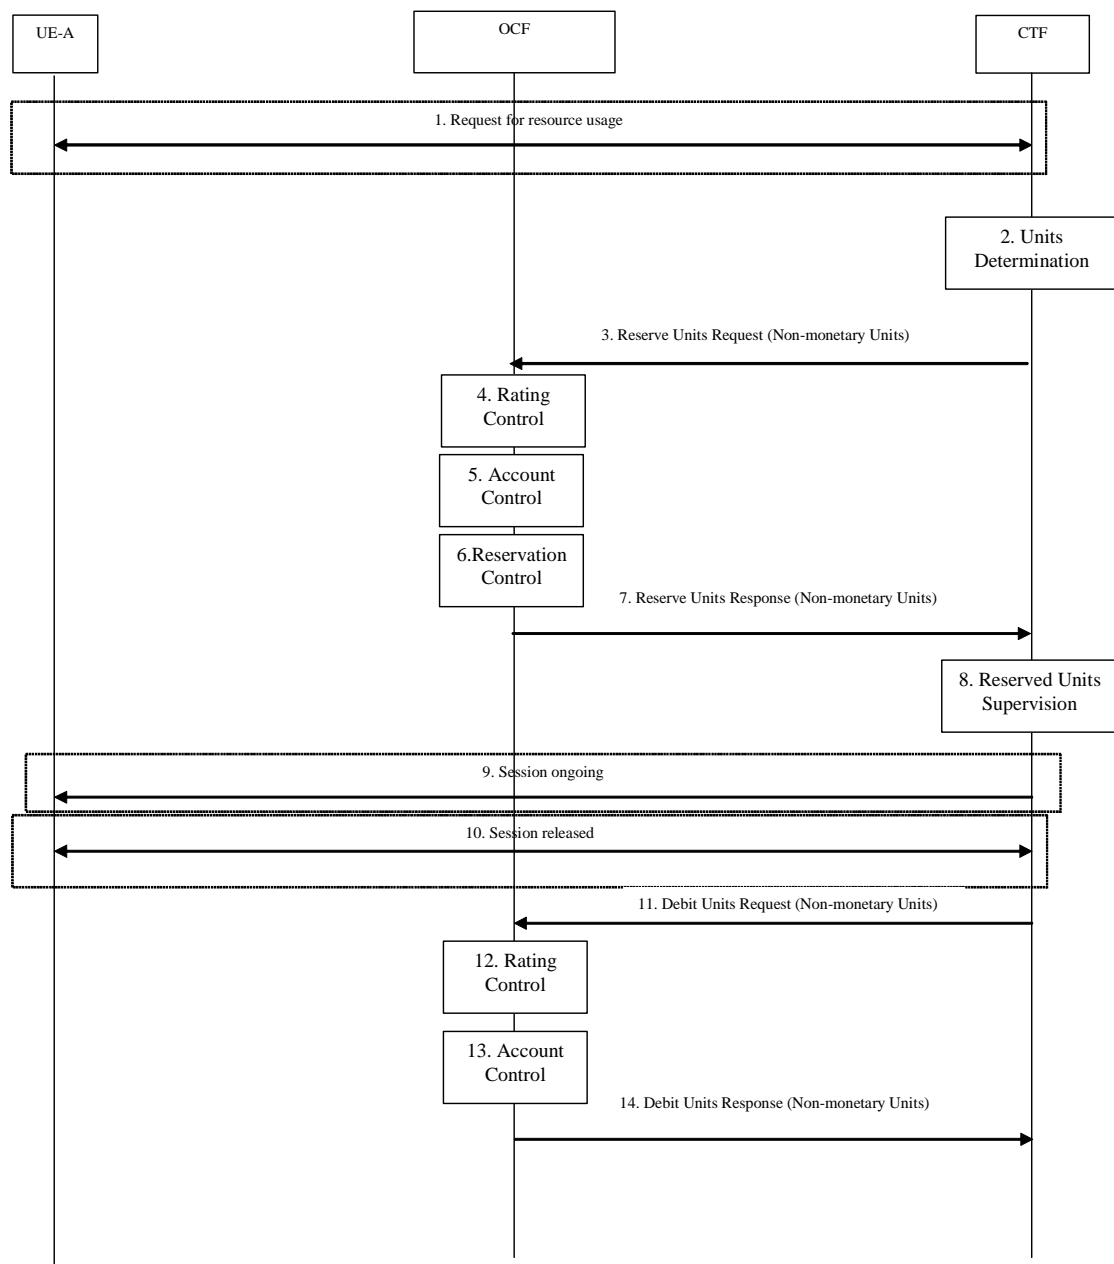 UE-A
OCF
CTF
1. Request for resource usage
2. Units
Determination
3. Reserve Units Request (Non-monetary Units)
4. Rating
Control
5. Account
Control
6.Reservation
Control
7. Reserve Units Response (Non-monetary Units)
8. Reserved Units
Supervision
9. Session ongoing
10. Session released
11. Debit Units Request (Non-monetary Units)
12. Rating
Control
13. Account
Control
14. Debit Units Response (Non-monetary Units)